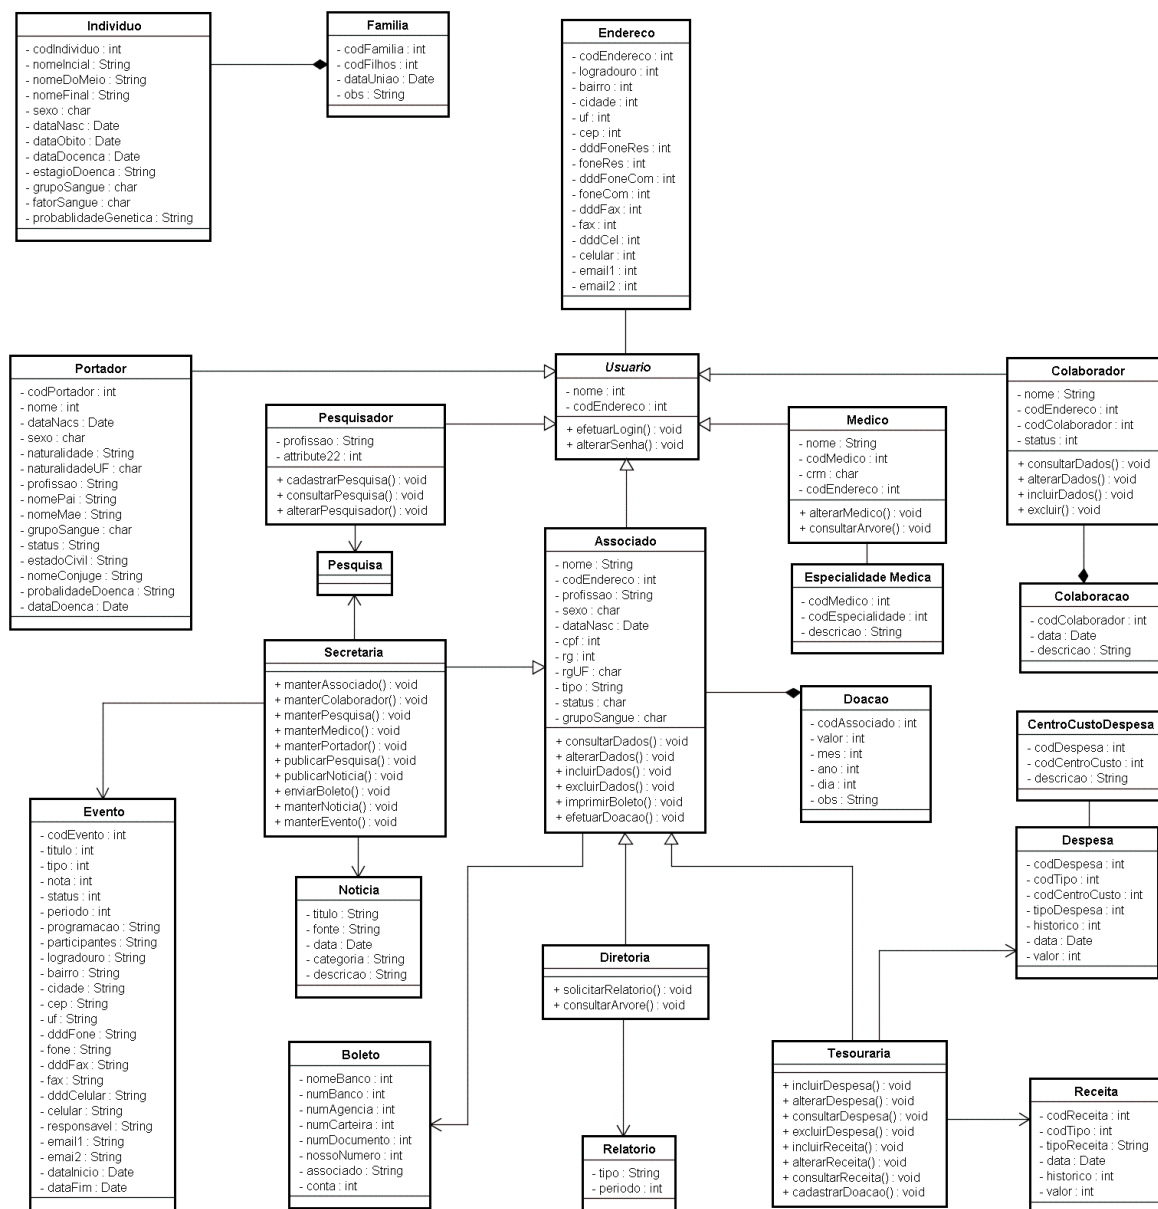 Individuo
- codIndividuo : int
- nomeIncial : String
- nomeDoMeio : String
- nomeFinal : String
- sexo : char
- dataNasc : Date
- dataObito : Date
- dataDocenca : Date
- estagioDoenca : String
- grupoSangue : char
- fatorSangue : char
- probablidadeGenetica : String
Familia
- codFamilia : int
- codFilhos : int
- dataUniao : Date
- obs : String
Endereco
- codEndereco : int
- logradouro : int
- bairro : int
- cidade : int
- uf : int
- cep : int
- dddFoneRes : int
- foneRes : int
- dddFoneCom : int
- foneCom : int
- dddFax : int
- fax : int
- dddCel : int
- celular : int
- email1 : int
- email2 : int
Portador
- codPortador : int
- nome : int
- dataNacs : Date
- sexo : char
- naturalidade : String
- naturalidadeUF : char
- profissao : String
- nomePai : String
- nomeMae : String
- grupoSangue : char
- status : String
- estadoCivil : String
- nomeConjuge : String
- probalidadeDoenca : String
- dataDoenca : Date
Pesquisador
- profissao : String
- attribute22 : int
+ cadastrarPesquisa() : void
+ consultarPesquisa() : void
+ alterarPesquisador() : void
Usuario
- nome : int
- codEndereco : int
+ efetuarLogin() : void
+ alterarSenha() : void
Medico
- nome : String
- codMedico : int
- crm : char
- codEndereco : int
+ alterarMedico() : void
+ consultarArvore() : void
Colaborador
- nome : String
- codEndereco : int
- codColaborador : int
- status : int
+ consultarDados() : void
+ alterarDados() : void
+ incluirDados() : void
+ excluir() : void
Pesquisa
Associado
- nome : String
- codEndereco : int
- profissao : String
- sexo : char
- dataNasc : Date
- cpf : int
- rg : int
- rgUF : char
- tipo : String
- status : char
- grupoSangue : char
+ consultarDados() : void
+ alterarDados() : void
+ incluirDados() : void
+ excluirDados() : void
+ imprimirBoleto() : void
+ efetuarDoacao() : void
Especialidade Medica
- codMedico : int
- codEspecialidade : int
- descricao : String
Colaboracao
- codColaborador : int
- data : Date
- descricao : String
Secretaria
+ manterAssociado() : void
+ manterColaborador() : void
+ manterPesquisa() : void
+ manterMedico() : void
+ manterPortador() : void
+ publicarPesquisa() : void
+ publicarNoticia() : void
+ enviarBoleto() : void
+ manterNoticia() : void
+ manterEvento() : void
Doacao
- codAssociado : int
- valor : int
- mes : int
- ano : int
- dia : int
- obs : String
CentroCustoDespesa
- codDespesa : int
- codCentroCusto : int
- descricao : String
Evento
- codEvento : int
- titulo : int
- tipo : int
- nota : int
- status : int
- periodo : int
- programacao : String
- participantes : String
- logradouro : String
- bairro : String
- cidade : String
- cep : String
- uf : String
- dddFone : String
- fone : String
- dddFax : String
- fax : String
- dddCelular : String
- celular : String
- responsavel : String
- email1 : String
- emai2 : String
- dataInicio : Date
- dataFim : Date
Noticia
- titulo : String
- fonte : String
- data : Date
- categoria : String
- descricao : String
Despesa
- codDespesa : int
- codTipo : int
- codCentroCusto : int
- tipoDespesa : int
- historico : int
- data : Date
- valor : int
Diretoria
+ solicitarRelatorio() : void
+ consultarArvore() : void
Boleto
- nomeBanco : int
- numBanco : int
- numAgencia : int
- numCarteira : int
- numDocumento : int
- nossoNumero : int
- associado : String
- conta : int
Tesouraria
+ incluirDespesa() : void
+ alterarDespesa() : void
+ consultarDespesa() : void
+ excluirDespesa() : void
+ incluirReceita() : void
+ alterarReceita() : void
+ consultarReceita() : void
+ cadastrarDoacao() : void
Receita
- codReceita : int
- codTipo : int
- tipoReceita : String
- data : Date
- historico : int
- valor : int
Relatorio
- tipo : String
- periodo : int